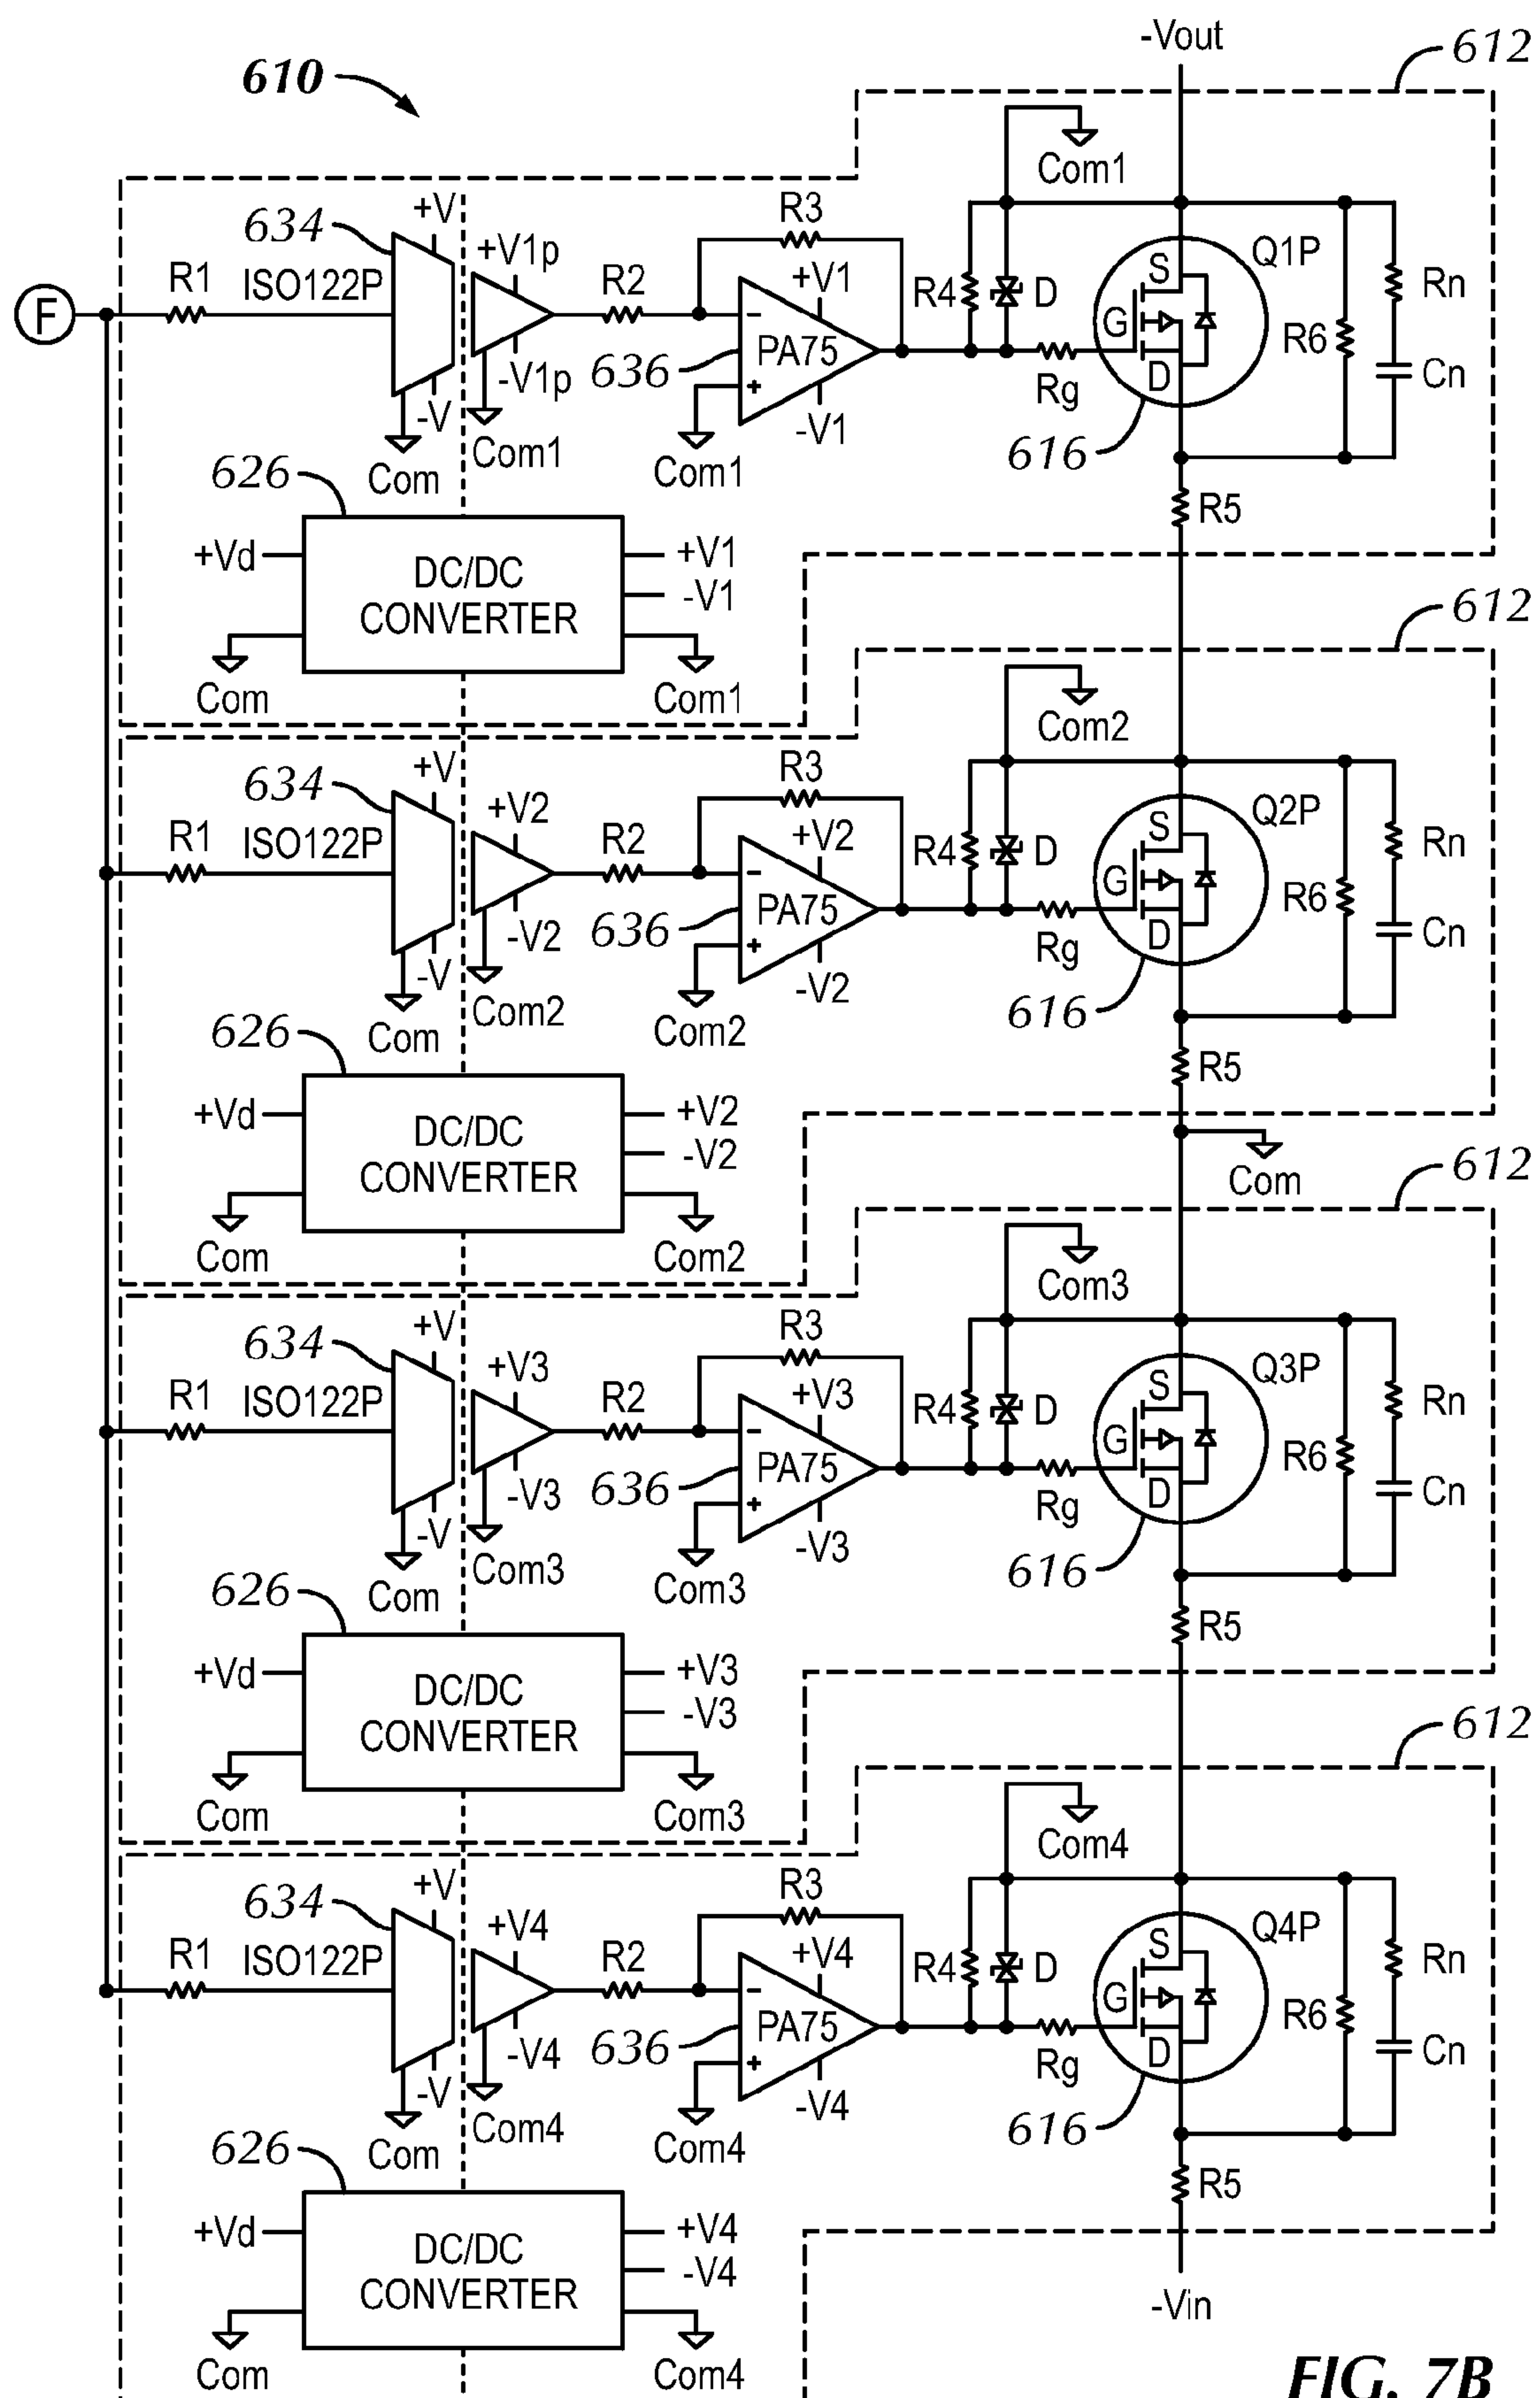 -Vout
612
610
Com1
+V
R3
634
+V1p
Q1P
R1
ISO122P
R2
+V1
S
Rn
F
R4
D
G
−
PA75
R6
-V1p
636
D
Cn
+
Rg
-V
-V1
Com1
616
626
Com
Com1
R5
+Vd
+V1
DC/DC
CONVERTER
-V1
612
Com
Com1
Com2
+V
R3
634
+V2
Q2P
R1
ISO122P
R2
+V2
S
Rn
R4
D
G
−
PA75
R6
-V2
636
D
Cn
+
Rg
-V
-V2
Com2
616
626
Com
Com2
R5
+Vd
+V2
DC/DC
CONVERTER
-V2
612
Com
Com
Com2
Com3
+V
R3
634
+V3
Q3P
R1
ISO122P
R2
+V3
S
Rn
R4
D
G
−
PA75
R6
-V3
636
D
Cn
+
Rg
-V
-V3
Com3
616
626
Com
Com3
R5
+Vd
+V3
DC/DC
CONVERTER
-V3
612
Com
Com3
Com4
+V
R3
634
+V4
Q4P
R1
ISO122P
R2
+V4
S
Rn
R4
D
G
−
PA75
R6
-V4
636
D
Cn
+
Rg
-V
-V4
Com4
616
626
Com
Com4
R5
+Vd
+V4
DC/DC
CONVERTER
-V4
-Vin
Com
Com4
FIG. 7B